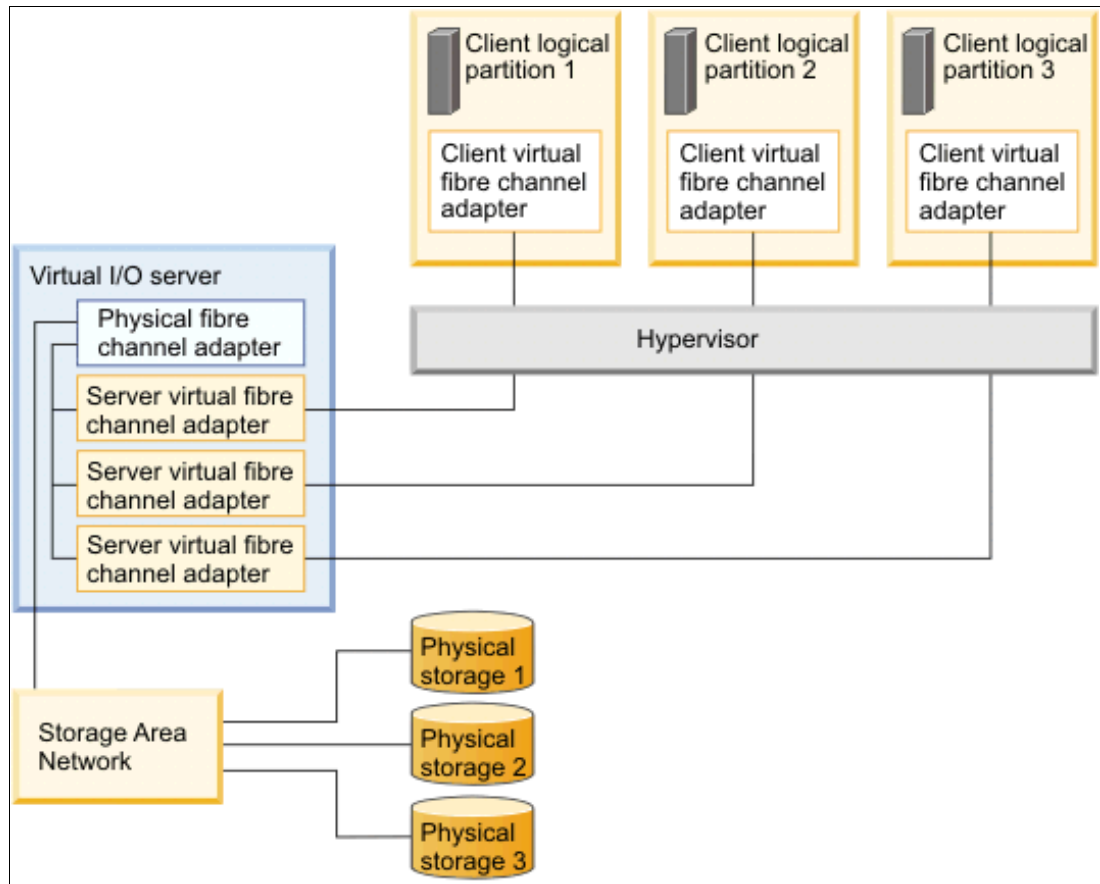 Client logical
partition 1
Client logical
partition 2
Client logical
partition 3
Client virtual
fibre channel
adapter
Client virtual
fibre channel
adapter
Client virtual
fibre channel
adapter
Virtual I/O server
Physical fibre
channel adapter
Hypervisor
Server virtual fibre
channel adapter
Server virtual fibre
channel adapter
Server virtual fibre
channel adapter
Storage Area
Network
Physical
storage 1
Physical
storage 2
Physical
storage 3